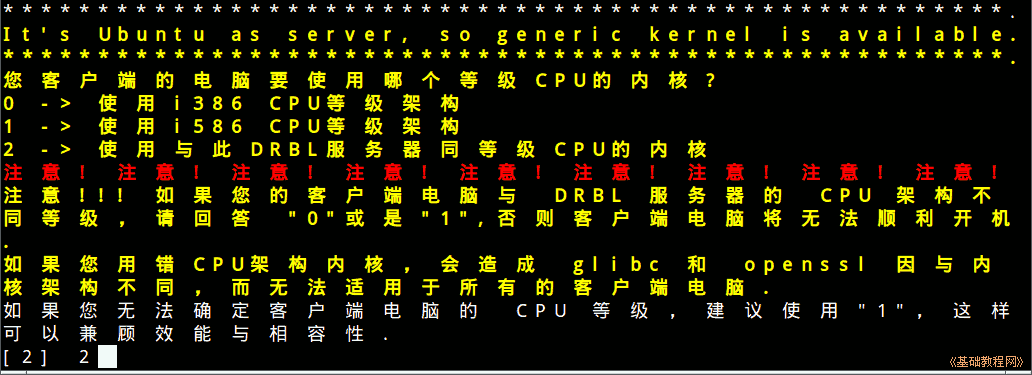 *****************************************************.
It's Ubuntu as server, so generic kernel is available.
*****************************************************.
您客户端的电脑要使用哪个等级CPU的内核？
0 -> 使用i386 CPU等级架构
1 -> 使用i586 CPU等级架构
2 -> 使用与此DRBL服务器同等级CPU的内核
注意! 注意! 注意! 注意! 注意! 注意! 注意! 注意! 注意!
注意!!! 如果您的客户端电脑与 DRBL 服务器的 CPU 架构不
同等级，请回答 "0"或是"1",否则客户端电脑将无法顺利开机
.
如果您用错CPU架构内核，会造成 glibc 和 openssl 因与内
核架构不同，而无法适用于所有的客户端电脑.
如果您无法确定客户端电脑的 CPU 等级，建议使用"1"，这样
可以兼顾效能与相容性.
[2] 2
《基础教程网》